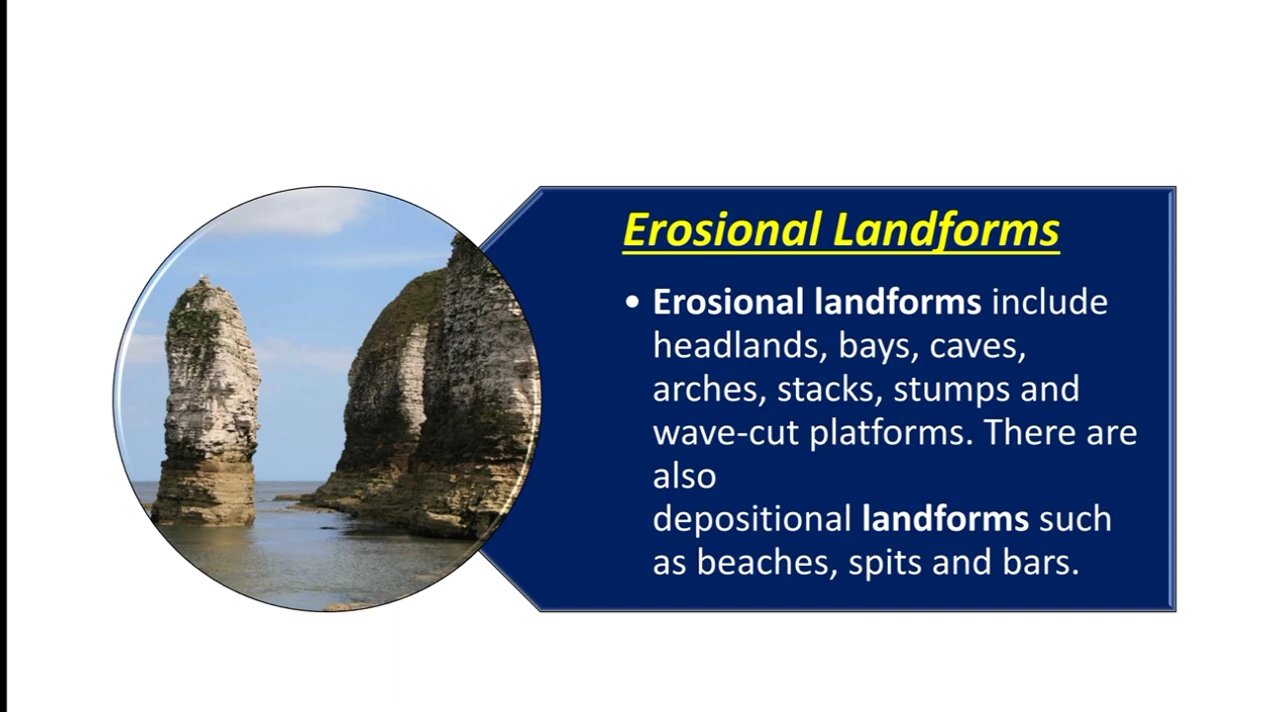 Erosional Landforms
• Erosional landforms include
headlands, bays, caves,
arches, stacks, stumps and
wave-cut platforms. There are
also
depositional landforms such
as beaches, spits and bars.